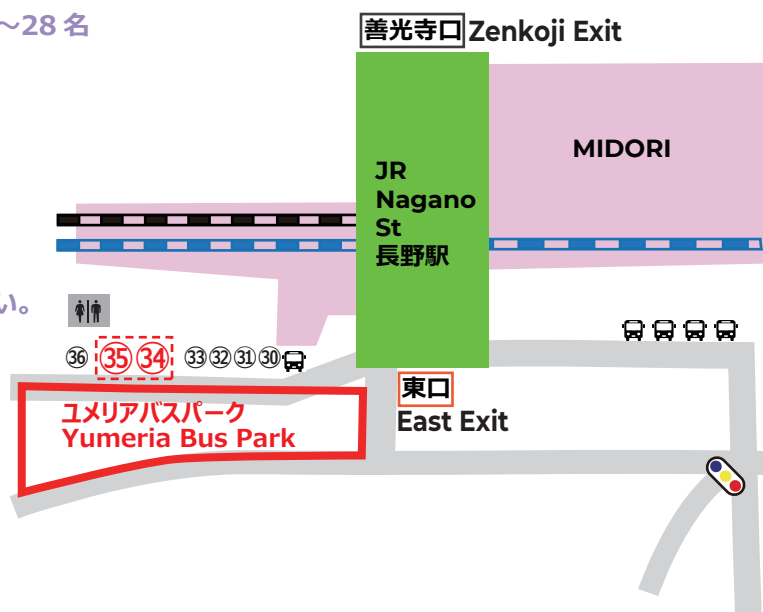 ～28 名
善光寺口 Zenkoji Exit
MIDORI
JR
Nagano
St
長野駅
い。
㊱ ㉟ ㉞ ㉝ ㉜ ㉛ ㉚
東口
East Exit
ユメリアバスパーク
Yumeria Bus Park